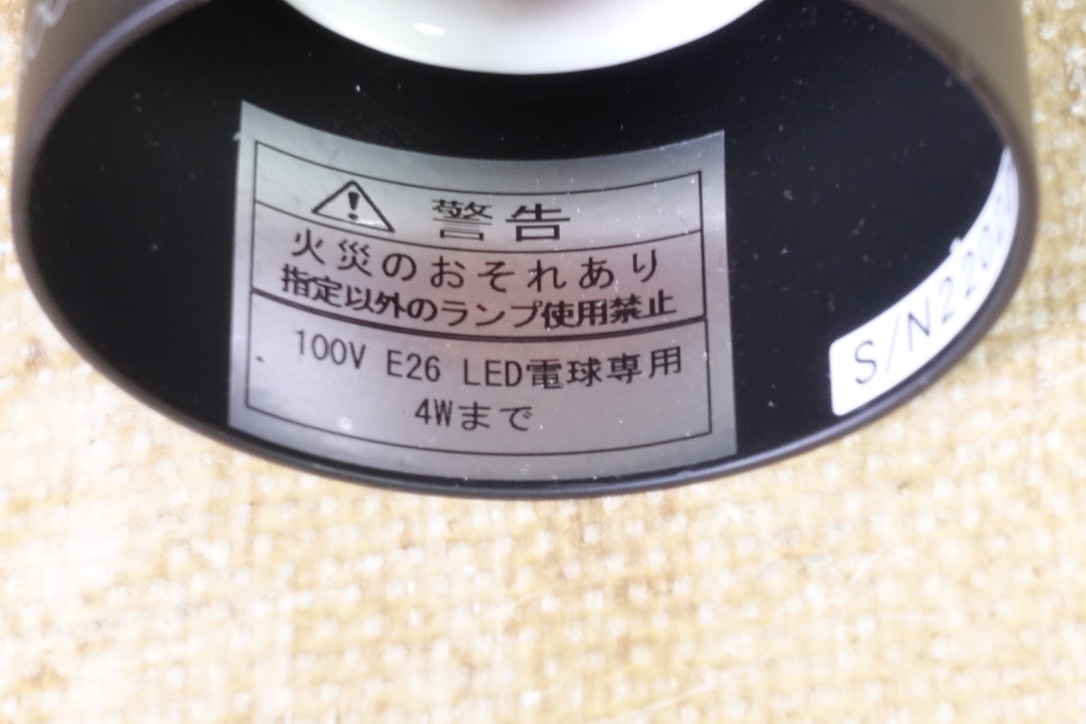 警告
火災のおそれあり
指定以外のランプ使用禁止
100V E26 LED電球専用
4Wまで
S/N2202